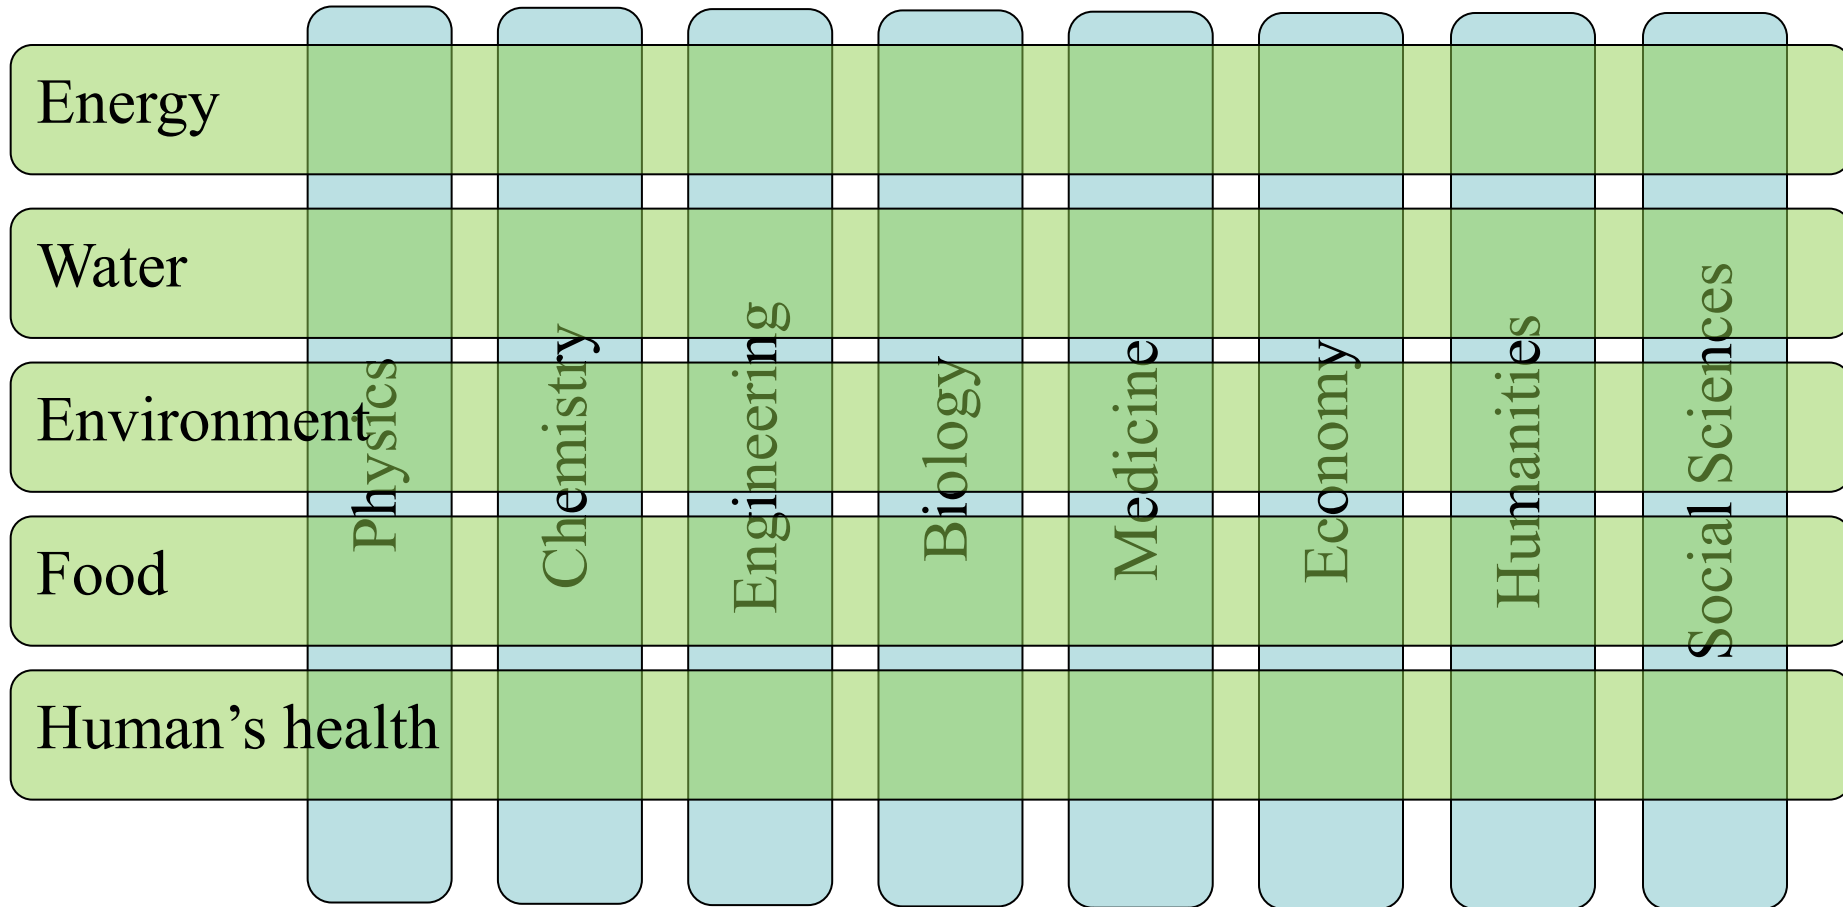 Energy
Water
Environment
Food
Human’s health
Physics
Chemistry
Engineering
Biology
Medicine
Economy
Humanities
Social Sciences